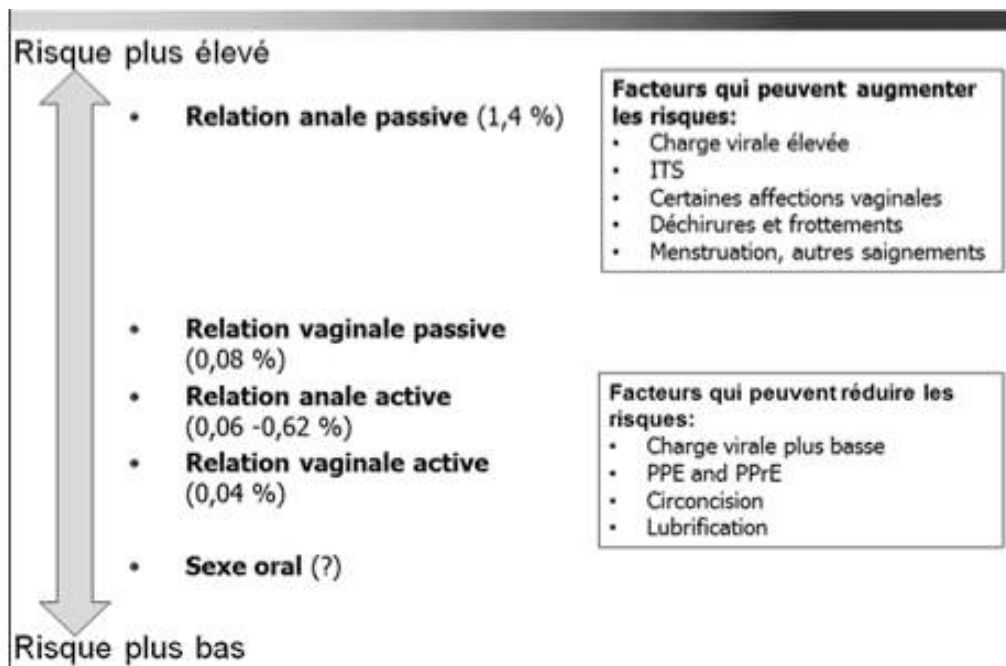 Risque plus élevé
• Relation anale passive (1,4 %)
Facteurs qui peuvent augmenter
les risques:
• Charge virale élevée
• ITS
• Certaines affections vaginales
• Déchirures et frottements
• Menstruation, autres saignements
• Relation vaginale passive
(0,08 %)
• Relation anale active
(0,06 -0,62 %)
• Relation vaginale active
(0,04 %)
Facteurs qui peuvent réduire les
risques:
• Charge virale plus basse
• PPE and PPrE
• Circoncision
• Lubrification
• Sexe oral (?)
Risque plus bas